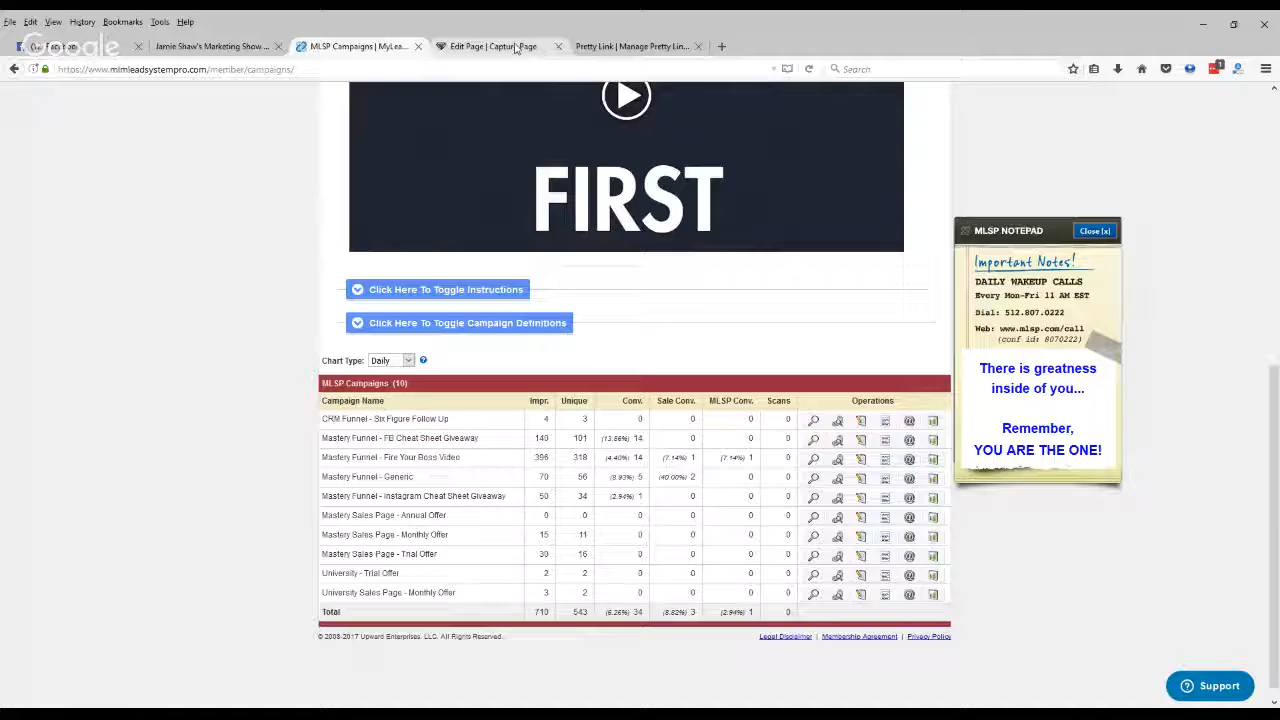 File Edit View History Bookmarks Tools Help
Google
Facebook
Jamie Shaw's Marketing Show ...
MLSP Campaigns | MyLea...
Edit Page | Capture Page
Pretty Link | Manage Pretty Lin...
https://www.mlmleadsystempro.com/member/campaigns/
Search
1
FIRST
Click Here To Toggle Instructions
Click Here To Toggle Campaign Definitions
Chart Type: Daily
MLSP Campaigns (10)
Campaign Name Impr. Unique Conv. Sale Conv. MLSP Conv. Scans Operations
CRM Funnel - Six Figure Follow Up 4 3 0 0 0 0
Mastery Funnel - FB Cheat Sheet Giveaway 140 101 (13.86%) 14 0 0 0
Mastery Funnel - Fire Your Boss Video 396 318 (4.40%) 14 (7.14%) 1 (7.14%) 1 0
Mastery Funnel - Generic 70 56 (8.93%) 5 (40.00%) 2 0 0
Mastery Funnel - Instagram Cheat Sheet Giveaway 50 34 (2.94%) 1 0 0 0
Mastery Sales Page - Annual Offer 0 0 0 0 0 0
Mastery Sales Page - Monthly Offer 15 11 0 0 0 0
Mastery Sales Page - Trial Offer 30 16 0 0 0 0
University - Trial Offer 2 2 0 0 0 0
University Sales Page - Monthly Offer 3 2 0 0 0 0
Total 710 543 (6.26%) 34 (8.82%) 3 (2.94%) 1 0
© 2008-2017 Upward Enterprises, LLC. All Rights Reserved.
Legal Disclaimer | Membership Agreement | Privacy Policy
MLSP NOTEPAD Close [x]
Important Notes!
DAILY WAKEUP CALLS
Every Mon-Fri 11 AM EST
Dial: 512.807.0222
Web: www.mlsp.com/call
(conf id: 8070222)
There is greatness
inside of you...
Remember,
YOU ARE THE ONE!
Support